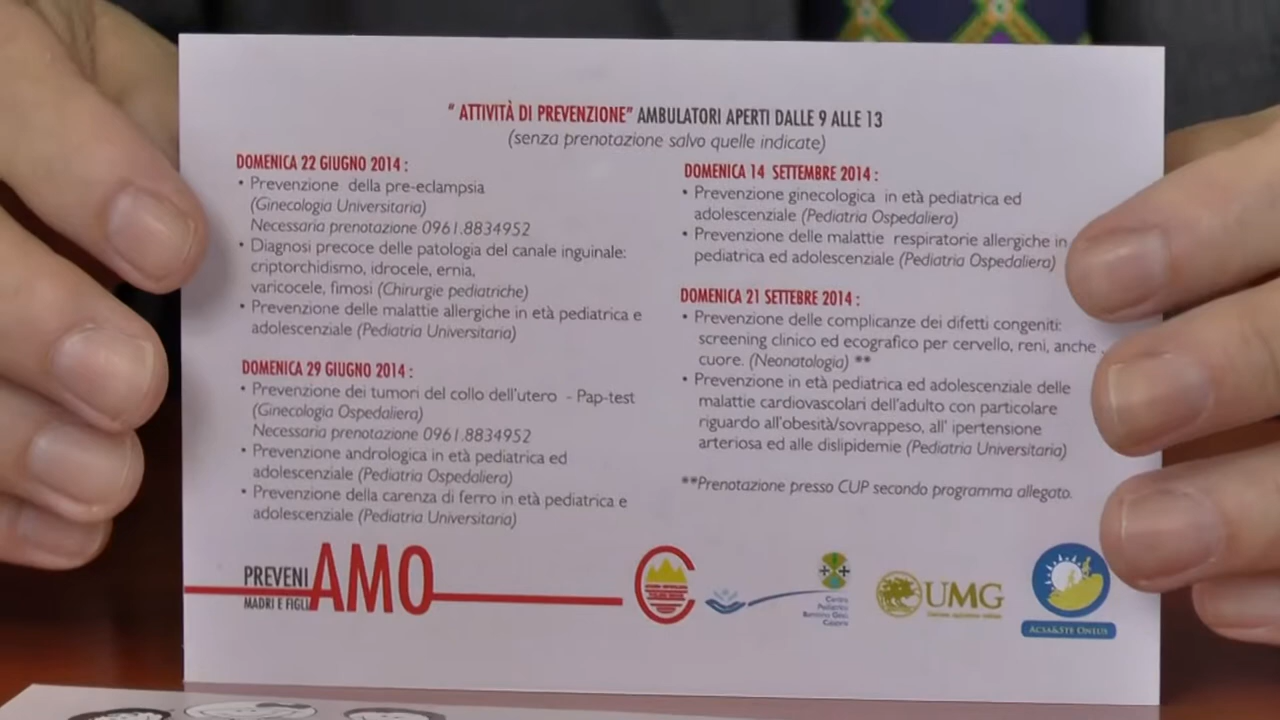 " ATTIVITÀ DI PREVENZIONE" AMBULATORI APERTI DALLE 9 ALLE 13
(senza prenotazione salvo quelle indicate)
DOMENICA 22 GIUGNO 2014 :
• Prevenzione della pre-eclampsia
(Ginecologia Universitaria)
Necessaria prenotazione 0961.8834952
• Diagnosi precoce delle patologia del canale inguinale:
criptorchidismo, idrocele, ernia,
varicocele, fimosi (Chirurgie pediatriche)
• Prevenzione delle malattie allergiche in età pediatrica e
adolescenziale (Pediatria Universitaria)
DOMENICA 29 GIUGNO 2014 :
• Prevenzione dei tumori del collo dell'utero - Pap-test
(Ginecologia Ospedaliera)
Necessaria prenotazione 0961.8834952
• Prevenzione andrologica in età pediatrica ed
adolescenziale (Pediatria Ospedaliera)
• Prevenzione della carenza di ferro in età pediatrica e
adolescenziale (Pediatria Universitaria)
DOMENICA 14 SETTEMBRE 2014 :
• Prevenzione ginecologica in età pediatrica ed
adolescenziale (Pediatria Ospedaliera)
• Prevenzione delle malattie respiratorie allergiche in
pediatrica ed adolescenziale (Pediatria Ospedaliera)
DOMENICA 21 SETTEBRE 2014 :
• Prevenzione delle complicanze dei difetti congeniti:
screening clinico ed ecografico per cervello, reni, anche
cuore. (Neonatologia) **
• Prevenzione in età pediatrica ed adolescenziale delle
malattie cardiovascolari dell'adulto con particolare
riguardo all'obesità/sovrappeso, all' ipertensione
arteriosa ed alle dislipidemie (Pediatria Universitaria)
**Prenotazione presso CUP secondo programma allegato.
PREVENIAMO
MADRI E FIGLI
Centro
UMG
ACSA&STE ONLUS